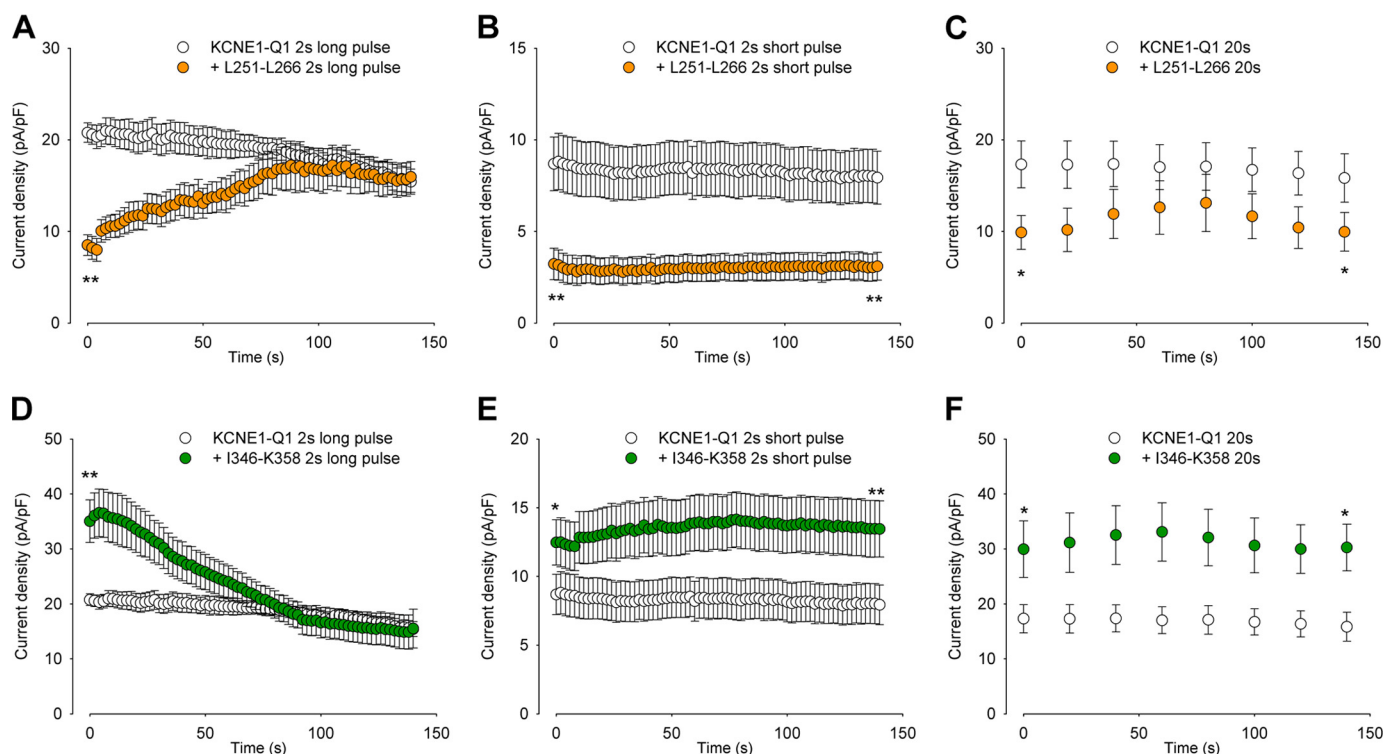 A
KCNE1-Q1 2s long pulse
+ L251-L266 2s long pulse
Current density (pA/pF)
30
20
10
0
**
0
50
100
150
Time (s)
B
KCNE1-Q1 2s short pulse
+ L251-L266 2s short pulse
Current density (pA/pF)
15
10
5
0
**
**
0
50
100
150
Time (s)
C
KCNE1-Q1 20s
+ L251-L266 20s
Current density (pA/pF)
30
20
10
0
*
*
0
50
100
150
Time (s)
D
KCNE1-Q1 2s long pulse
+ I346-K358 2s long pulse
Current density (pA/pF)
50
40
30
20
10
0
**
0
50
100
150
Time (s)
E
KCNE1-Q1 2s short pulse
+ I346-K358 2s short pulse
Current density (pA/pF)
20
15
10
5
0
*
**
0
50
100
150
Time (s)
F
KCNE1-Q1 20s
+ I346-K358 20s
Current density (pA/pF)
50
40
30
20
10
0
*
*
0
50
100
150
Time (s)